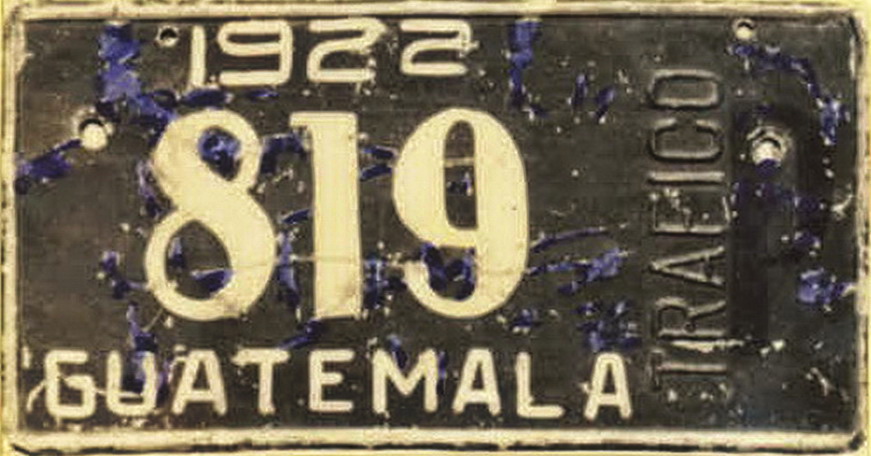 1922
819
GUATEMALA
TRAFICO